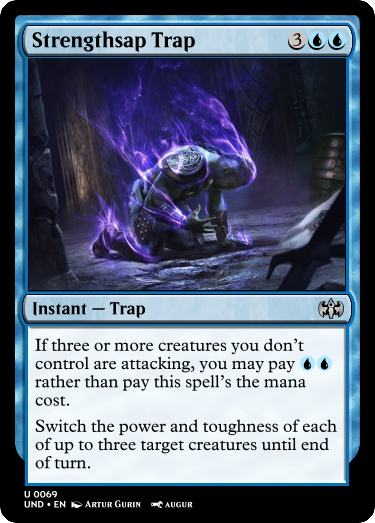 Strengthsap Trap 3
Instant — Trap
If three or more creatures you don't
control are attacking, you may pay
rather than pay this spell's the mana
cost.
Switch the power and toughness of each
of up to three target creatures until end
of turn.
U 0069
UND • EN Artur Gurin augur